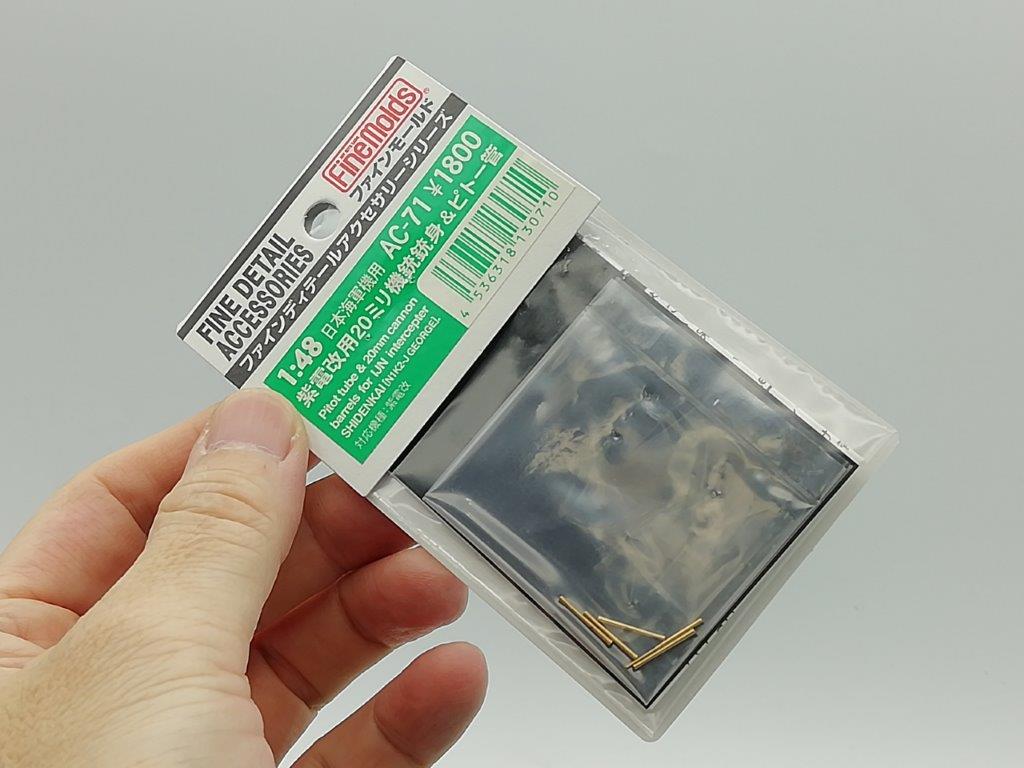 FineMolds®
ファインモールド
FINE DETAIL
ACCESSORIES
ファインディテールアクセサリーシリーズ
1:48 日本海軍機用 AC-71 ¥1800
紫電改用20ミリ機銃銃身&ピトー管
Pitot tube & 20mm cannon
barrels for IJN intercepter
SHIDENKAI [N1K2-J GEORGE].
対応機種:紫電改
4 536318 130710